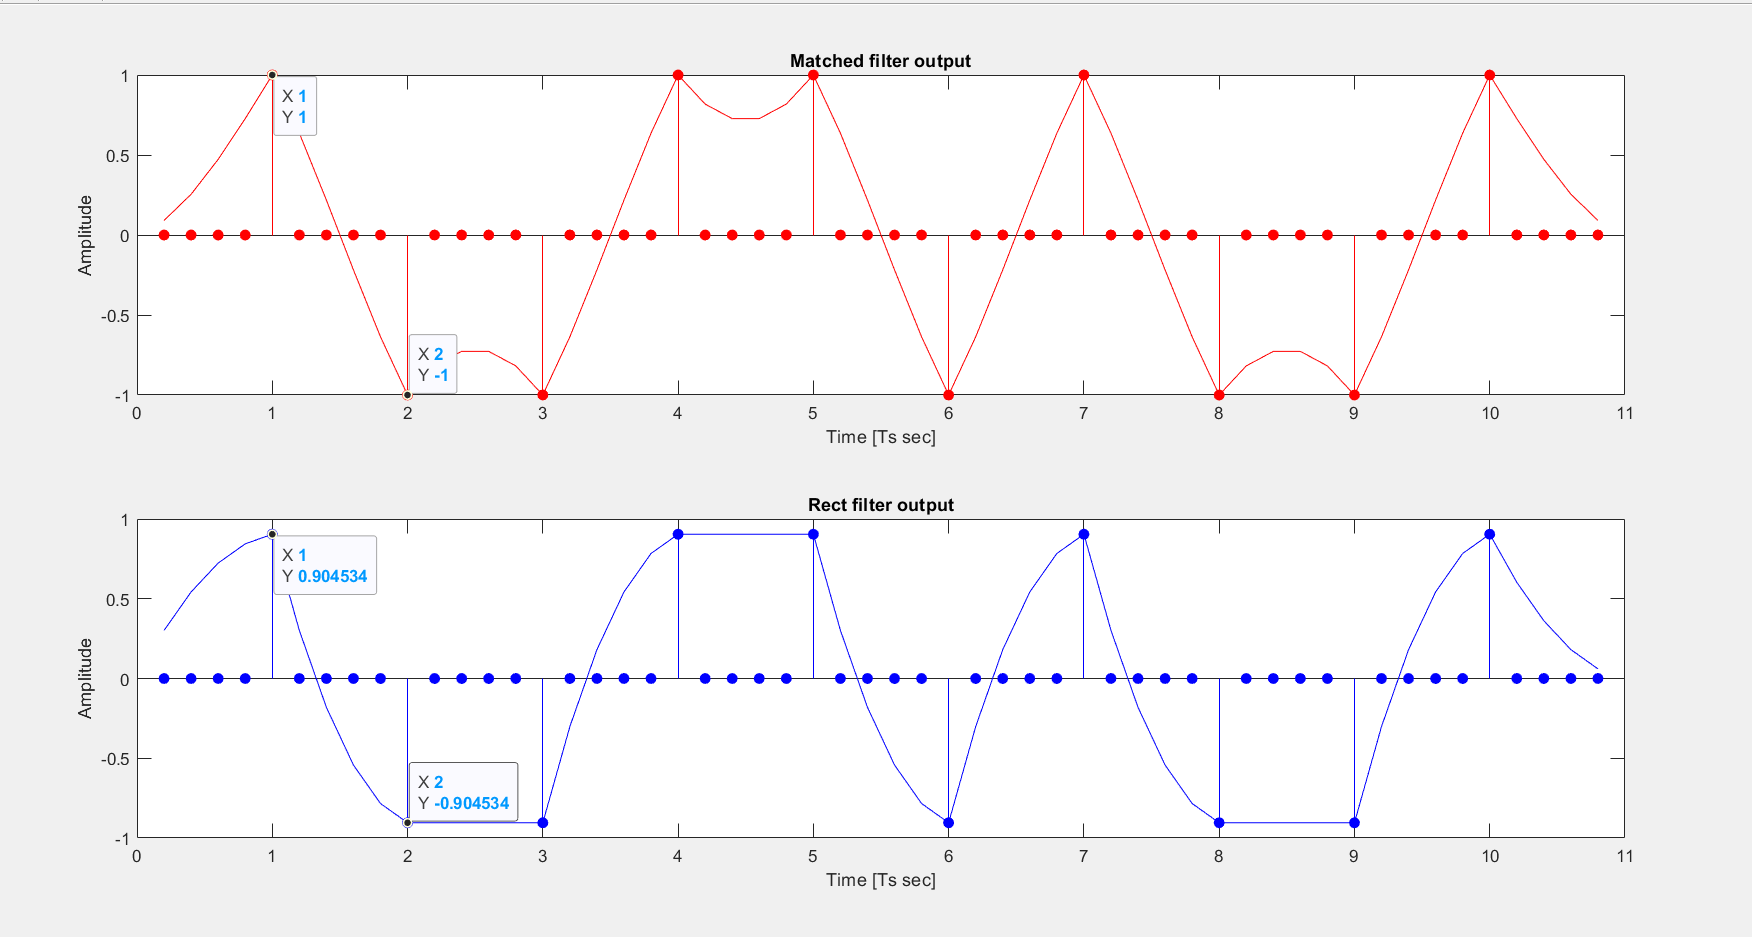 Matched filter output
1
X 1
Y 1
0.5
0
-0.5
X 2
Y -1
-1
0 1 2 3 4 5 6 7 8 9 10 11
Amplitude
Time [Ts sec]
Rect filter output
1
X 1
Y 0.904534
0.5
0
-0.5
X 2
Y -0.904534
-1
0 1 2 3 4 5 6 7 8 9 10 11
Amplitude
Time [Ts sec]